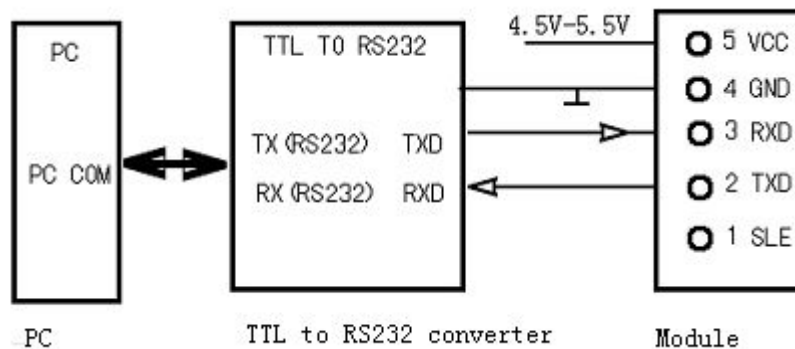 PC
PC COM
TTL TO RS232
TX(RS232) TXD
RX(RS232) RXD
4.5V-5.5V
5 VCC
4 GND
3 RXD
2 TXD
1 SLE
PC
TTL to RS232 converter
Module